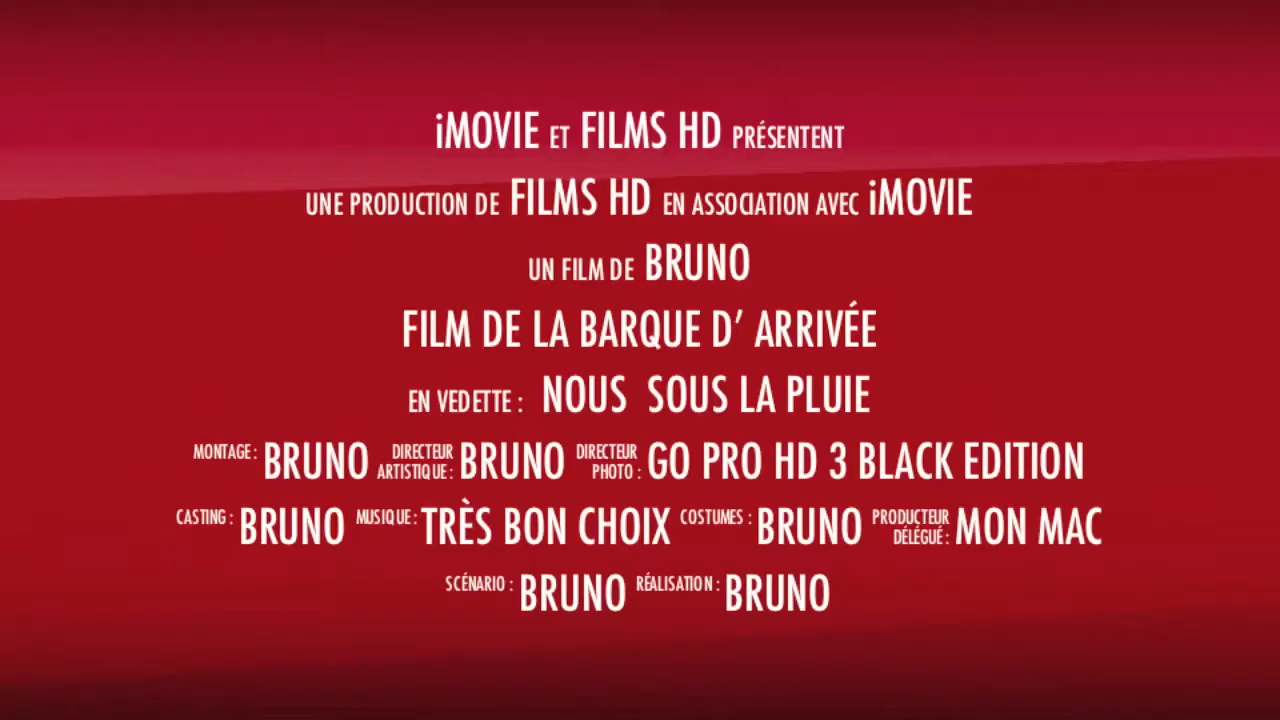 iMOVIE ET FILMS HD PRÉSENTENT
UNE PRODUCTION DE FILMS HD EN ASSOCIATION AVEC iMOVIE
UN FILM DE BRUNO
FILM DE LA BARQUE D’ ARRIVÉE
EN VEDETTE : NOUS SOUS LA PLUIE
MONTAGE : BRUNO DIRECTEUR ARTISTIQUE : BRUNO DIRECTEUR PHOTO : GO PRO HD 3 BLACK EDITION
CASTING : BRUNO MUSIQUE : TRÈS BON CHOIX COSTUMES : BRUNO PRODUCTEUR DÉLÉGUÉ : MON MAC
SCÉNARIO : BRUNO RÉALISATION : BRUNO